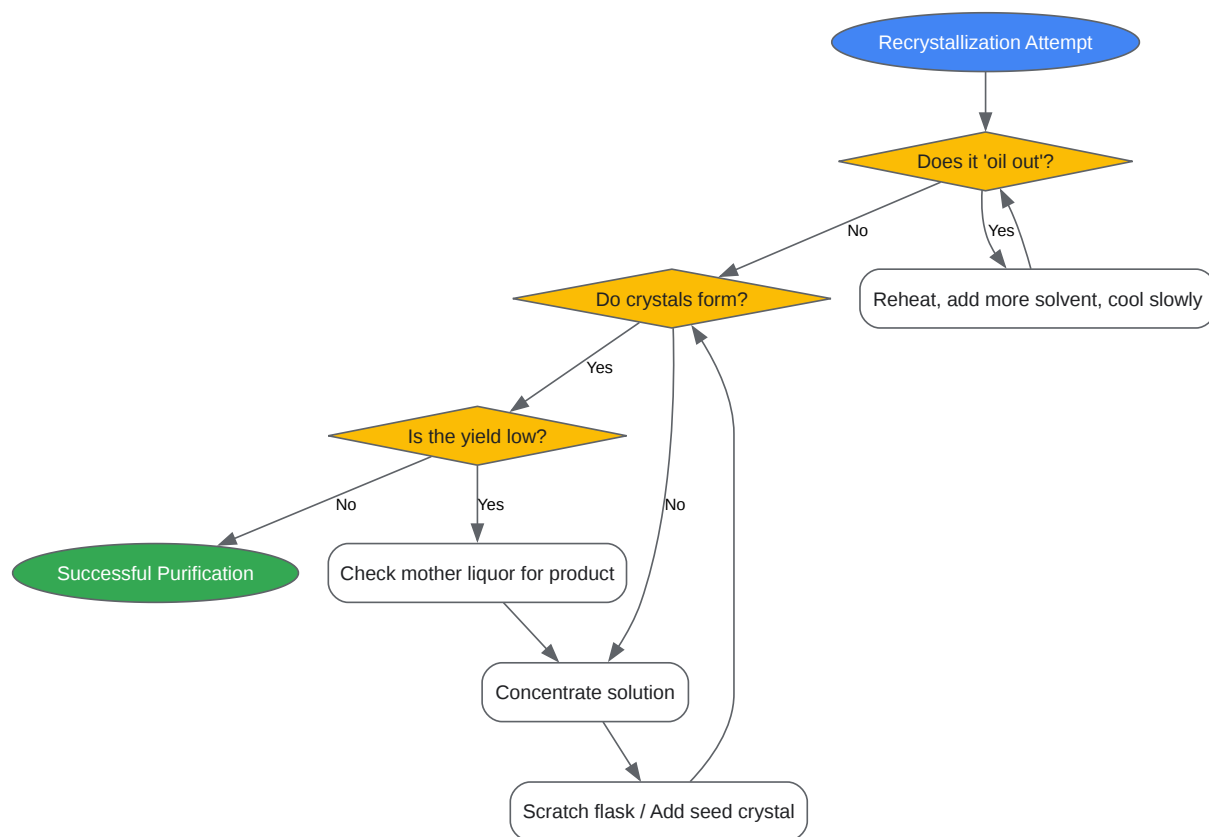 Recrystallization Attempt
Does it 'oil out'?
No
Yes
Do crystals form?
Reheat, add more solvent, cool slowly
Yes
Is the yield low?
No
Yes
No
Successful Purification
Check mother liquor for product
Concentrate solution
Scratch flask / Add seed crystal